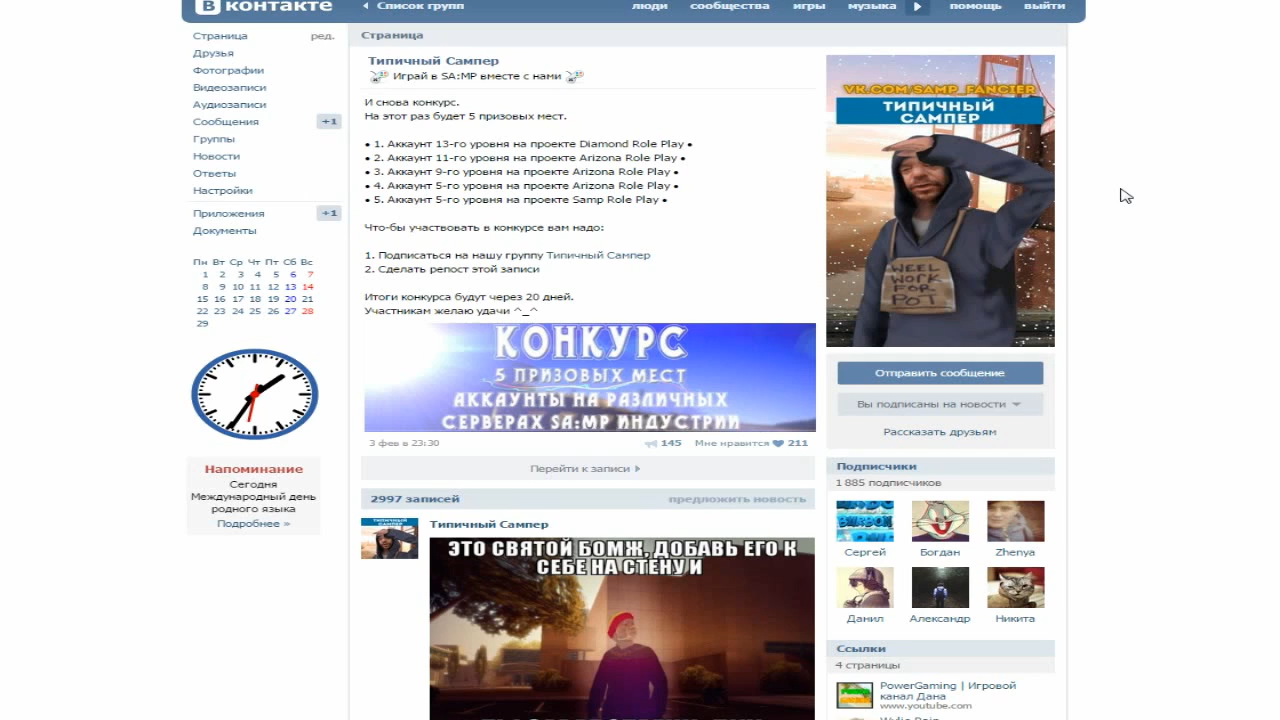 В контакте
Список групп
люди сообщества игры музыка помощь выйти
Страница ред.
Друзья
Фотографии
Видеозаписи
Аудиозаписи
Сообщения +1
Группы
Новости
Ответы
Настройки
Приложения +1
Документы
Пн Вт Ср Чт Пт Сб Вс
1 2 3 4 5 6 7
8 9 10 11 12 13 14
15 16 17 18 19 20 21
22 23 24 25 26 27 28
29
Напоминание
Сегодня
Международный день
родного языка
Подробнее »
Страница
Типичный Сампер
Играй в SA:MP вместе с нами
И снова конкурс.
На этот раз будет 5 призовых мест.
• 1. Аккаунт 13-го уровня на проекте Diamond Role Play •
• 2. Аккаунт 11-го уровня на проекте Arizona Role Play •
• 3. Аккаунт 9-го уровня на проекте Arizona Role Play •
• 4. Аккаунт 5-го уровня на проекте Arizona Role Play •
• 5. Аккаунт 5-го уровня на проекте Samp Role Play •
Что-бы участвовать в конкурсе вам надо:
1. Подписаться на нашу группу Типичный Сампер
2. Сделать репост этой записи
Итоги конкурса будут через 20 дней.
Участникам желаю удачи ^_^
КОНКУРС
5 ПРИЗОВЫХ МЕСТ
АККАУНТЫ НА РАЗЛИЧНЫХ
СЕРВЕРАХ SA:MP ИНДУСТРИИ
3 фев в 23:30 145 Мне нравится 211
Перейти к записи
2997 записей предложить новость
Типичный Сампер
ЭТО СВЯТОЙ БОМЖ, ДОБАВЬ ЕГО К
СЕБЕ НА СТЕНУ И
VK.COM/SAMP_FANCIER
ТИПИЧНЫЙ
САМПЕР
WEEL
WORK
FOR
POT
Отправить сообщение
Вы подписаны на новости
Рассказать друзьям
Подписчики
1 885 подписчиков
Сергей Богдан Zhenya
Данил Александр Никита
Ссылки
4 страницы
PowerGaming | Игровой
канал Дана
www.youtube.com